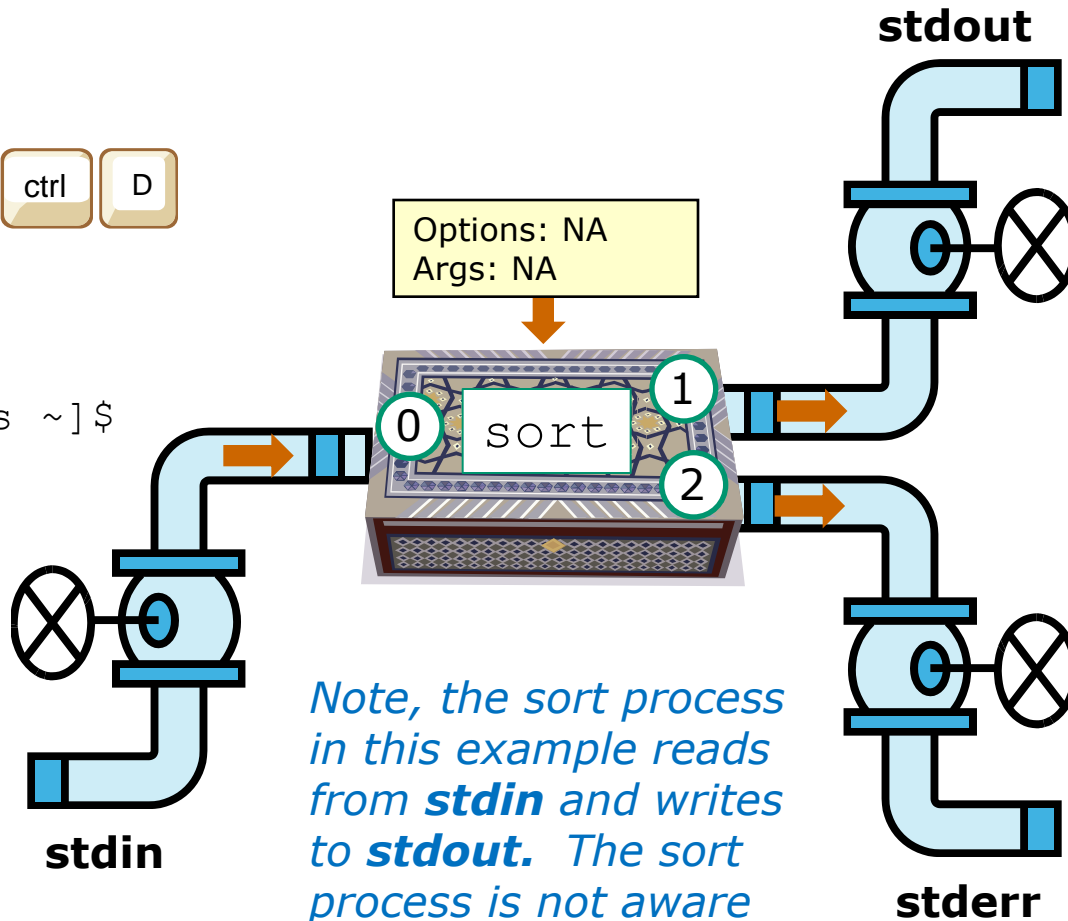 stdout
ctrl D
Options: NA
Args: NA
s ~]$
0
sort
1
2
stdin
Note, the sort process
in this example reads
from stdin and writes
to stdout. The sort
process is not aware
stderr